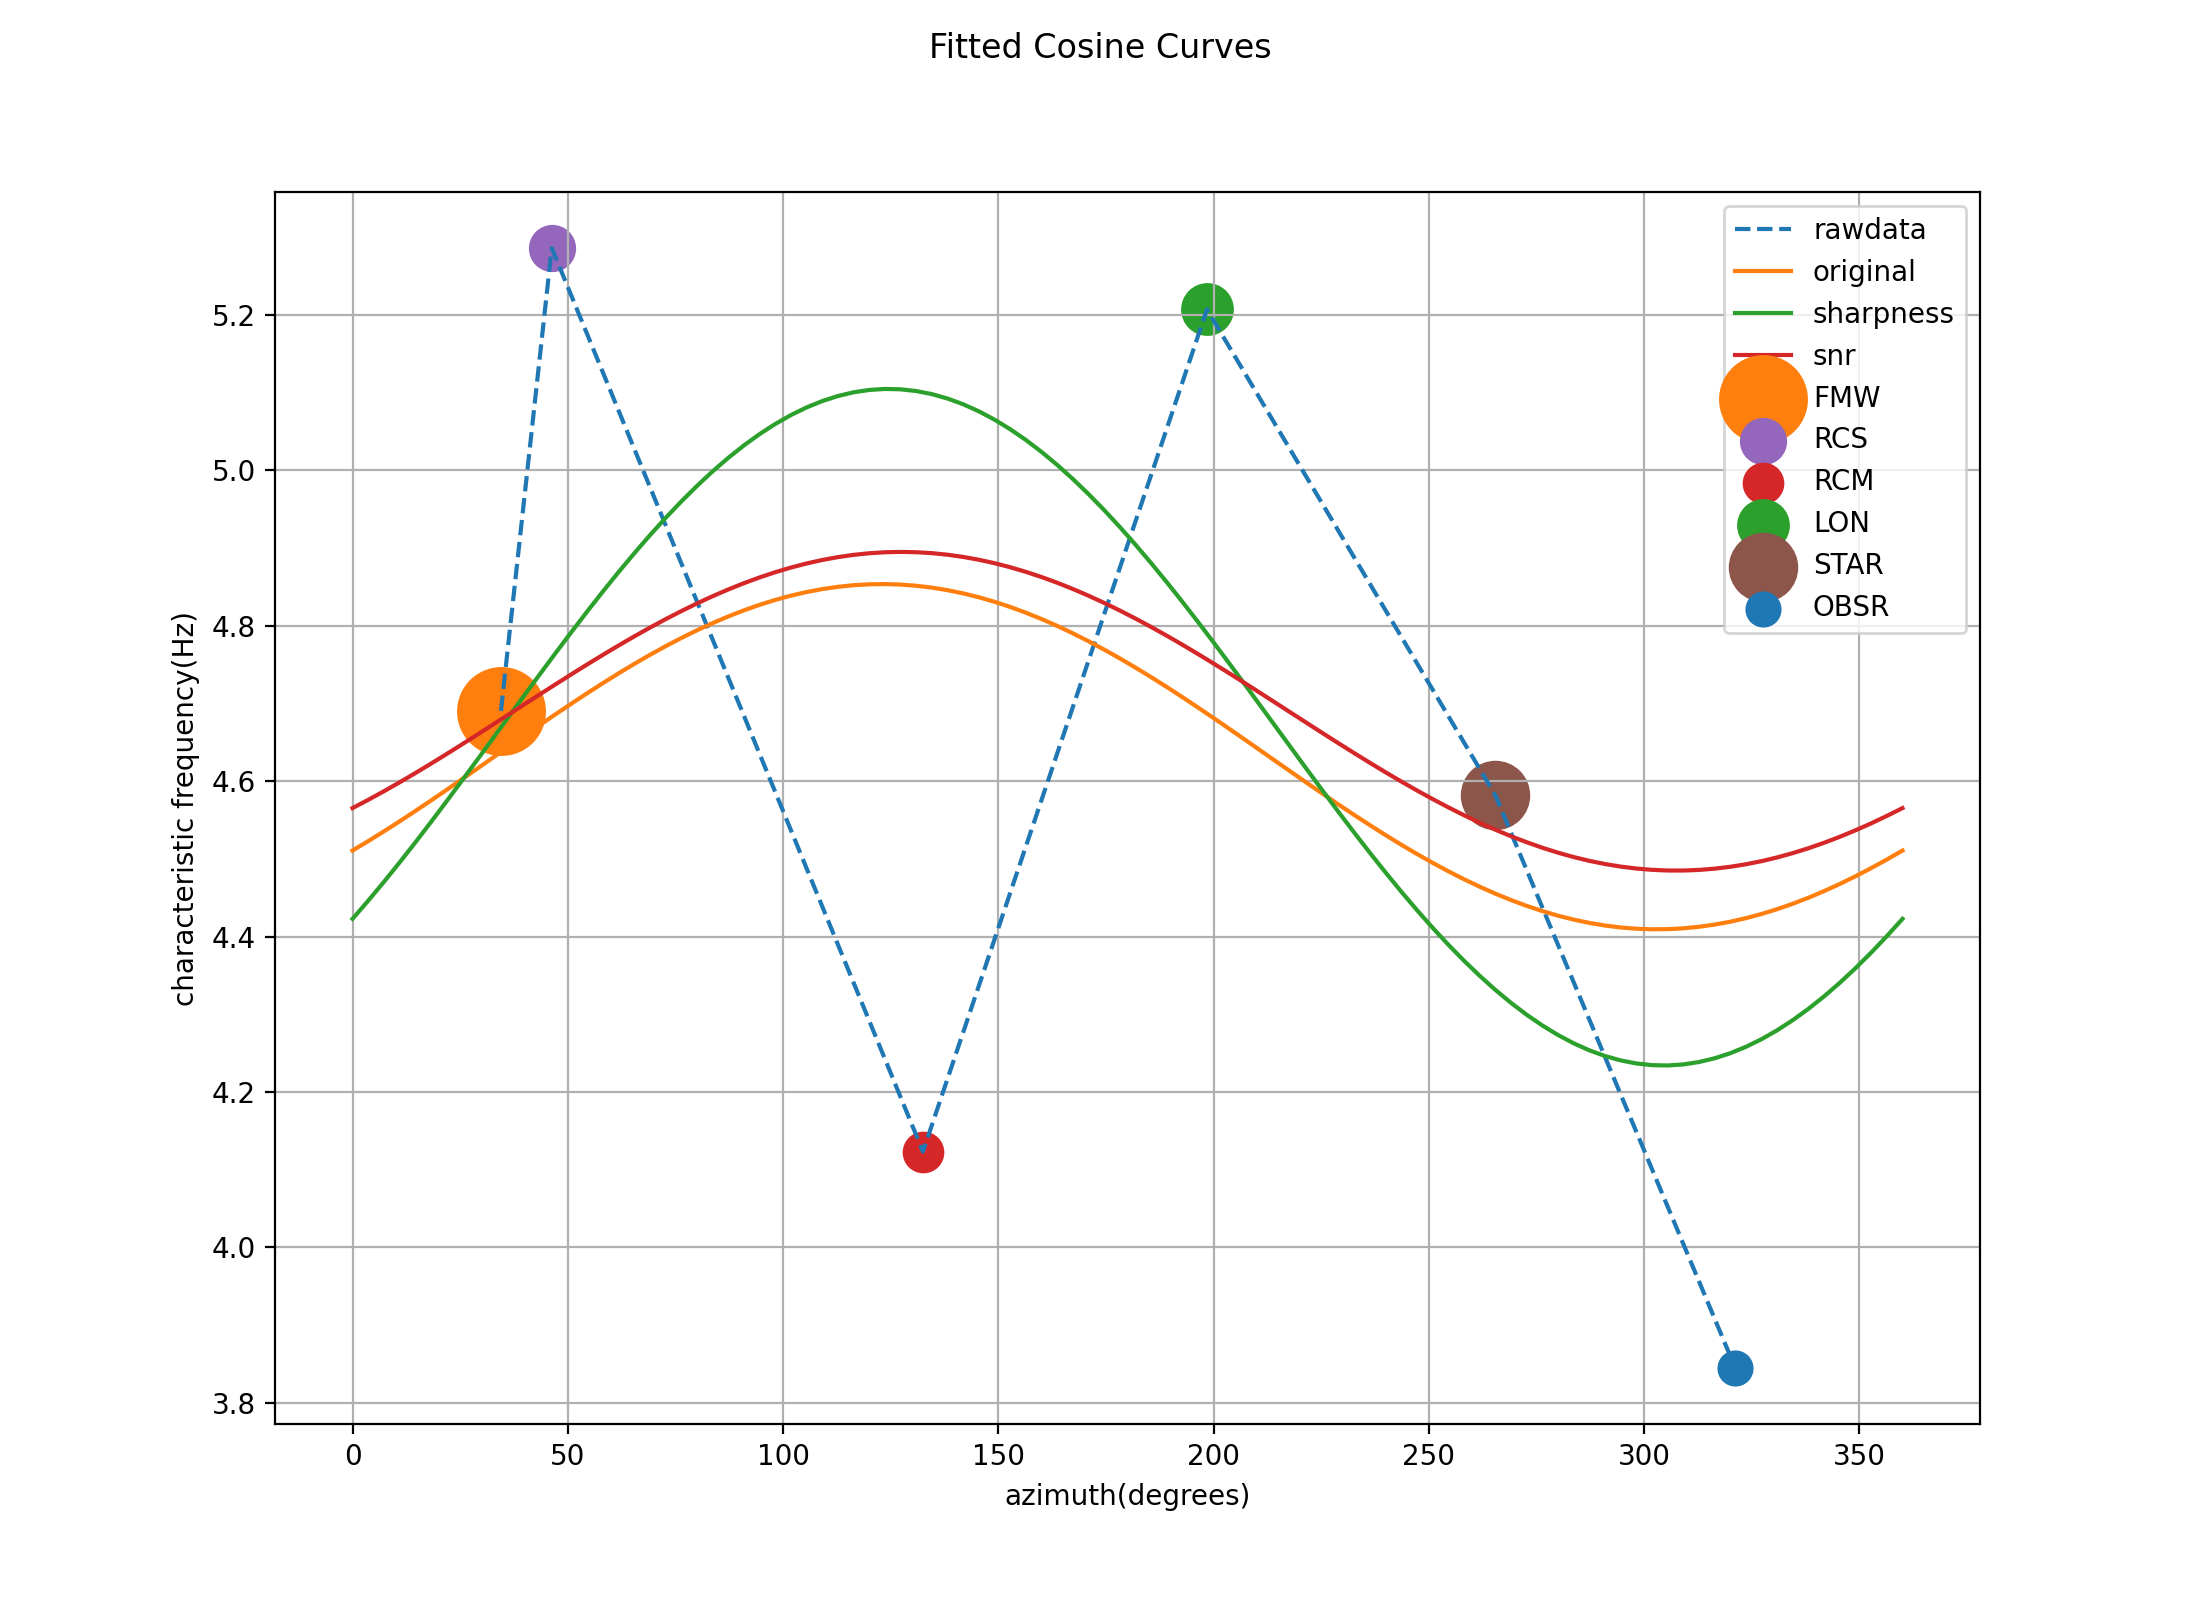 Fitted Cosine Curves
rawdata
original
sharpness
snr
FMW
RCS
RCM
LON
STAR
OBSR
characteristic frequency(Hz)
5.2
5.0
4.8
4.6
4.4
4.2
4.0
3.8
0 50 100 150 200 250 300 350
azimuth(degrees)